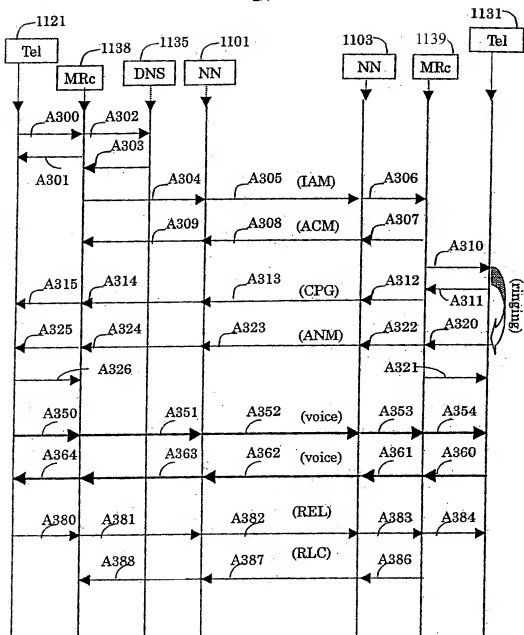 1121 1138 1135 1101 1103 1139 1131
Tel MRc DNS NN NN MRc Tel
A300 A302
A301 A303
A304 A305 (IAM) A306
A309 A308 (ACM) A307
A310
A315 A314 A313 (CPG) A312 A311
(ringing)
A325 A324 A323 (ANM) A322 A320
A326 A321
A350 A351 A352 (voice) A353 A354
A364 A363 A362 (voice) A361 A360
A380 A381 A382 (REL) A383 A384
A388 A387 (RLC) A386